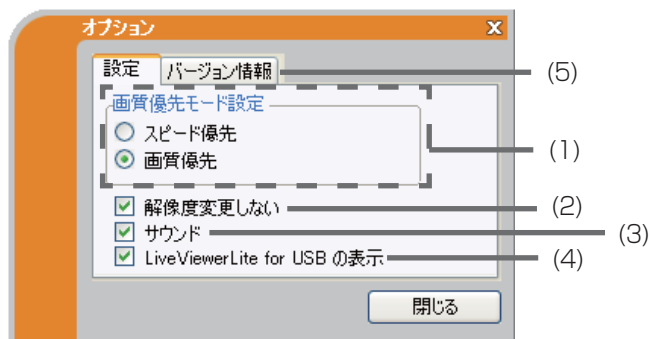 オプション x
設定 バージョン情報 (5)
画質優先モード設定
スピード優先
画質優先 (1)
解像度変更しない (2)
サウンド (3)
LiveViewerLite for USB の表示 (4)
閉じる